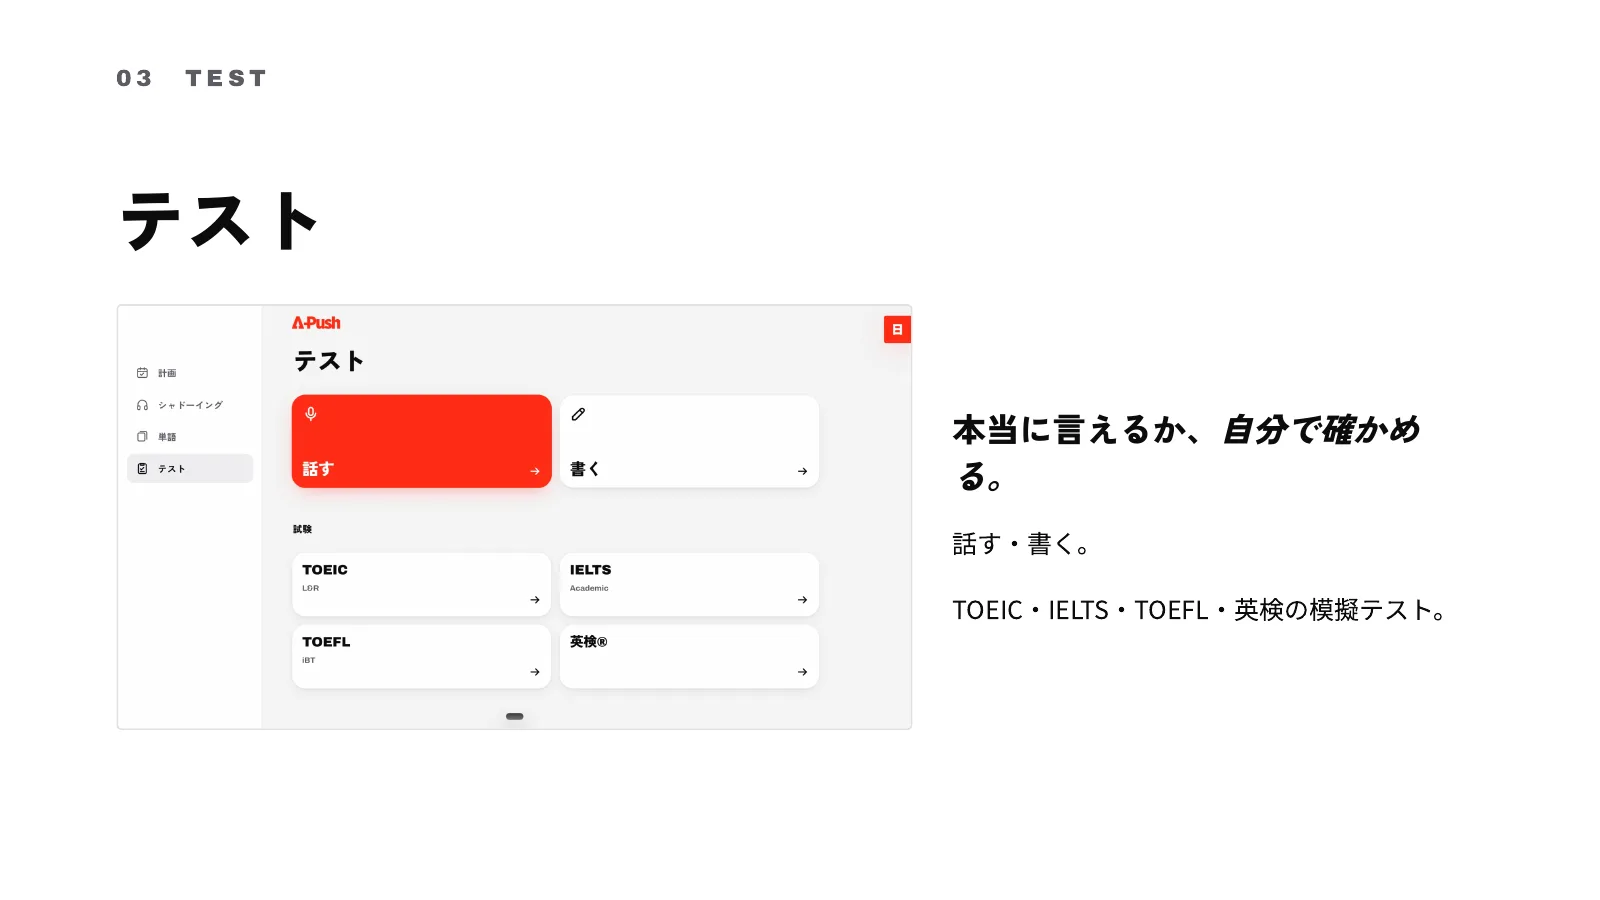 03 TEST
テスト
Λ-Push
日
テスト
計画
シャドーイング
単語
テスト
話す
書く
試験
TOEIC
L&R
IELTS
Academic
TOEFL
iBT
英検®
本当に言えるか、自分で確かめ
る。
話す・書く。
TOEIC・IELTS・TOEFL・英検の模擬テスト。